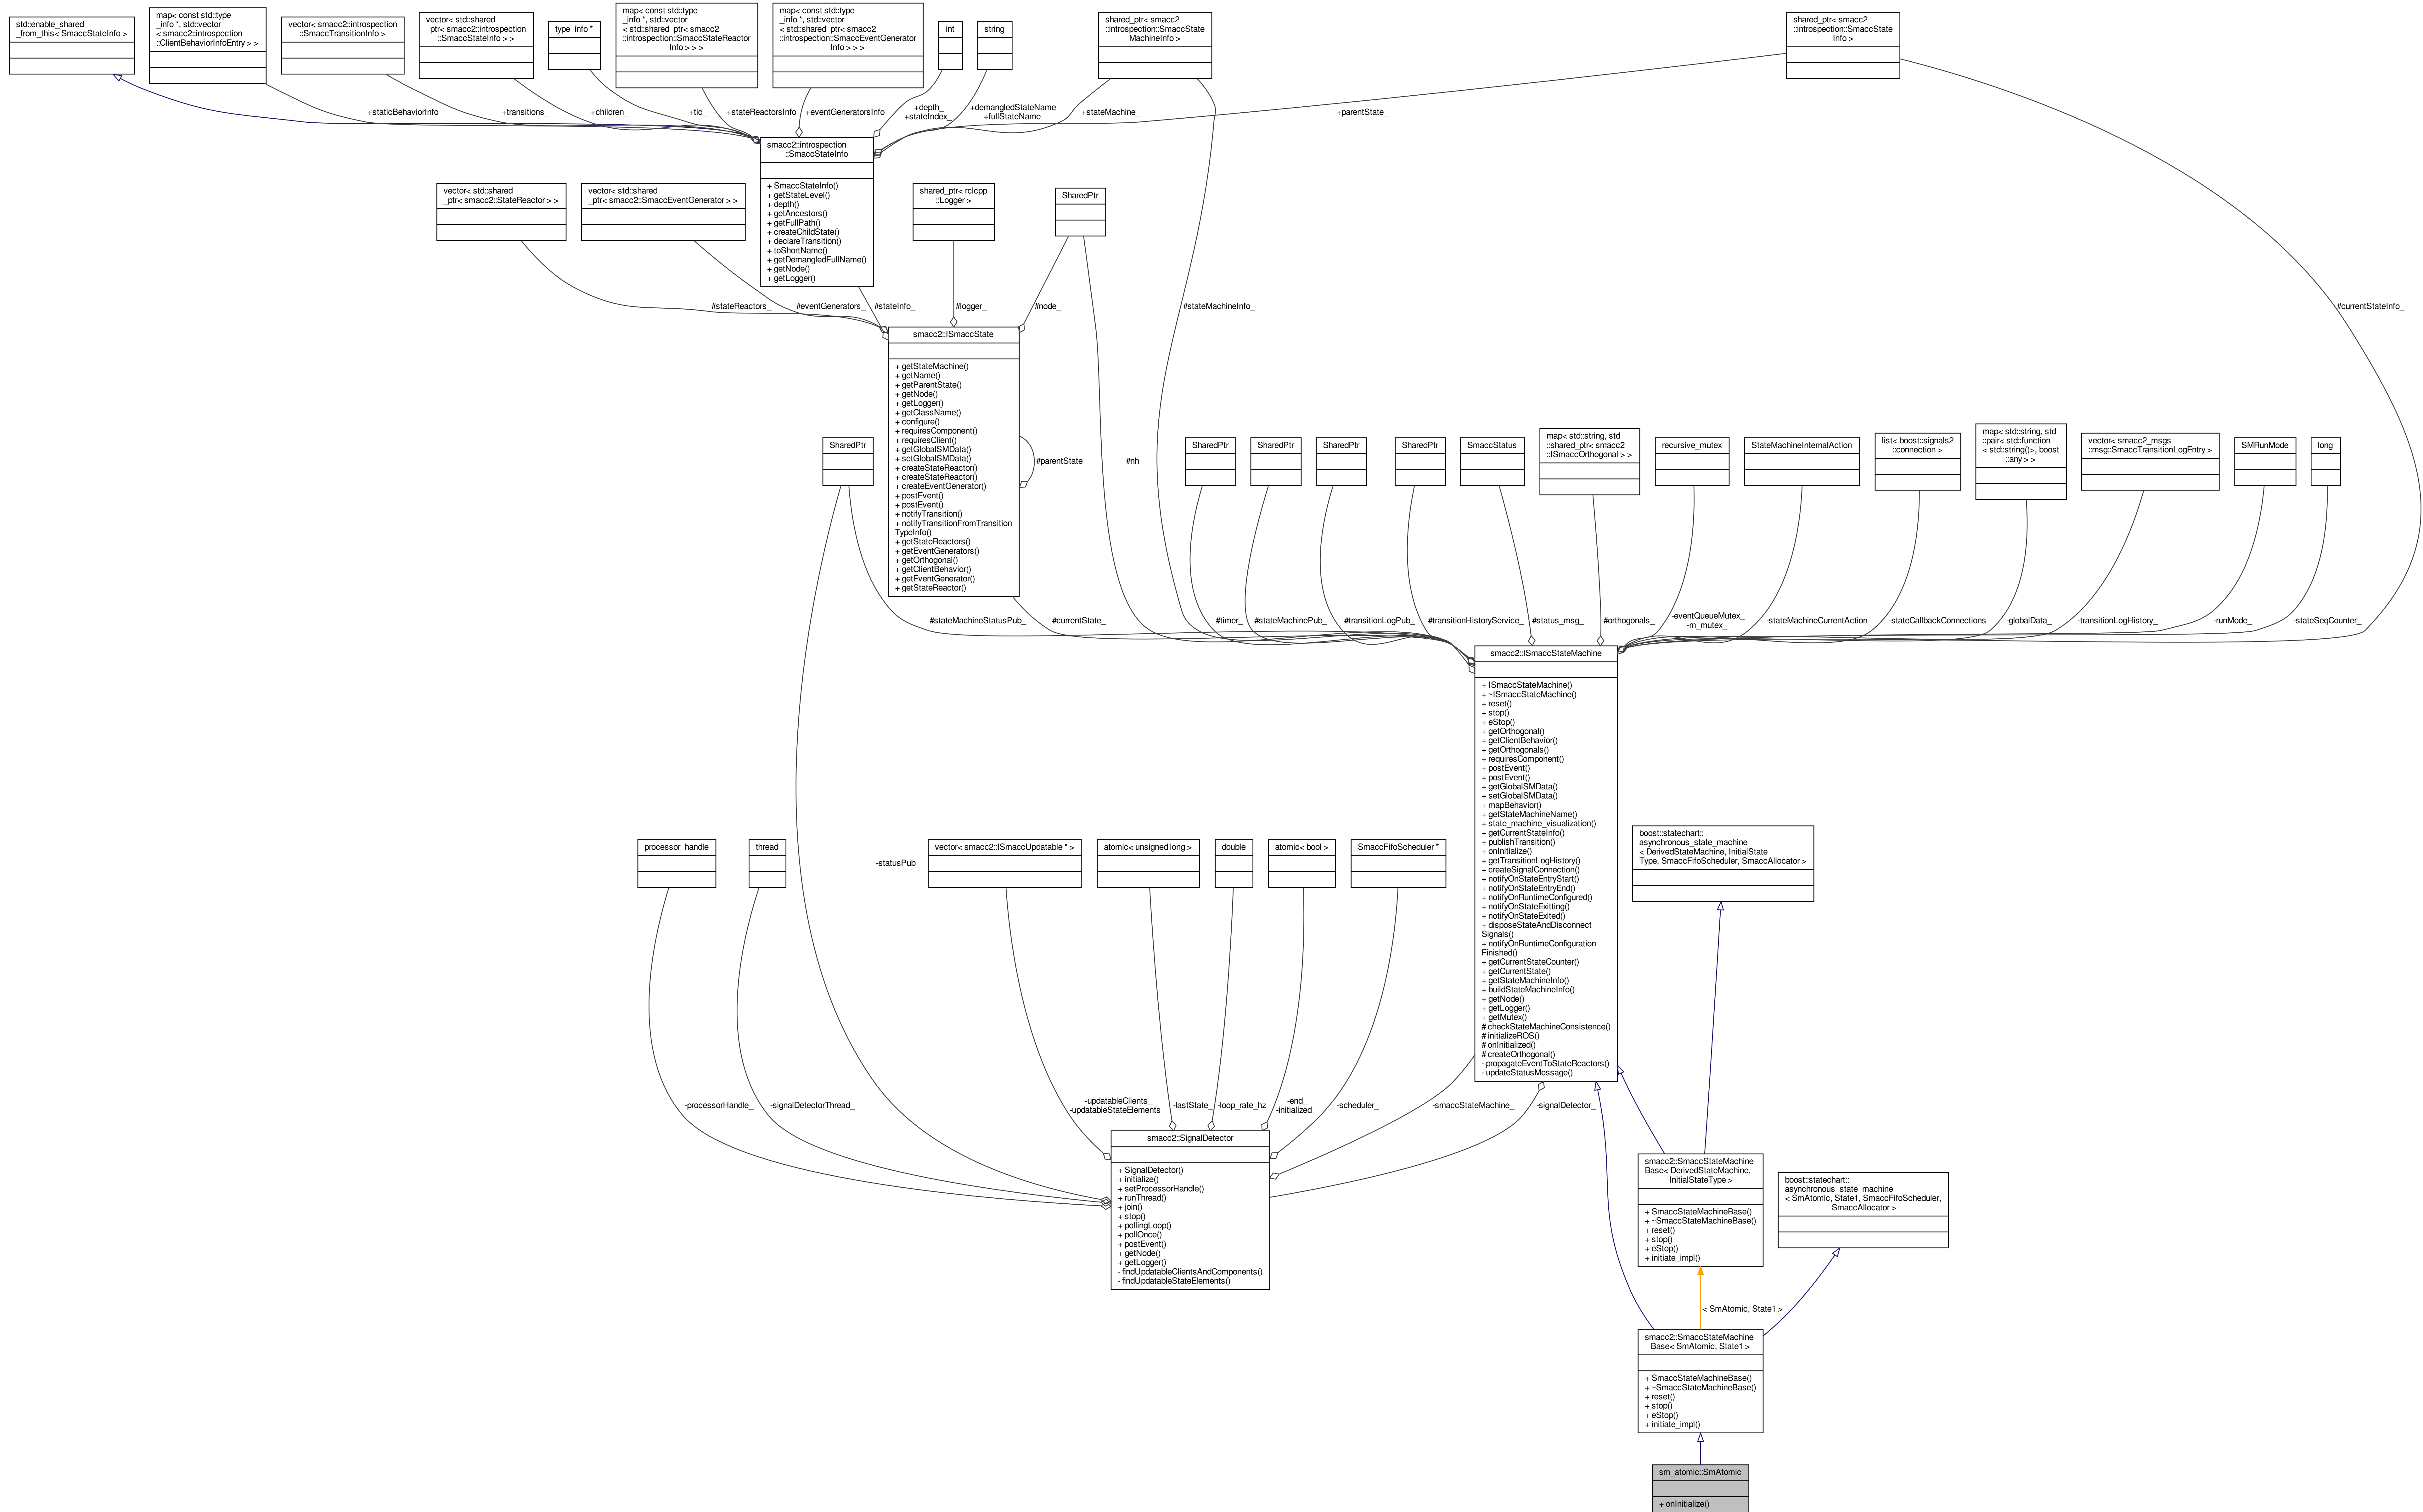 std::enable_shared
_from_this< SmaccStateInfo >
map< const std::type
_info *, std::vector
< smacc2::introspection
::ClientBehaviorInfoEntry > >
vector< smacc2::introspection
::SmaccTransitionInfo >
vector< std::shared
_ptr< smacc2::introspection
::SmaccStateInfo > >
type_info *
map< const std::type
_info *, std::vector
< std::shared_ptr< smacc2
::introspection::SmaccStateReactor
Info > > >
map< const std::type
_info *, std::vector
< std::shared_ptr< smacc2
::introspection::SmaccEventGenerator
Info > > >
int
string
shared_ptr< smacc2
::introspection::SmaccState
MachineInfo >
shared_ptr< smacc2
::introspection::SmaccState
Info >
+staticBehaviorInfo
+transitions_
+children_
+tid_
+stateReactorsInfo
+eventGeneratorsInfo
+depth_
+stateIndex_
+demangledStateName
+fullStateName
+stateMachine_
+parentState_
smacc2::introspection
::SmaccStateInfo
+ SmaccStateInfo()
+ getStateLevel()
+ depth()
+ getAncestors()
+ getFullPath()
+ createChildState()
+ declareTransition()
+ toShortName()
+ getDemangledFullName()
+ getNode()
+ getLogger()
vector< std::shared
_ptr< smacc2::StateReactor > >
vector< std::shared
_ptr< smacc2::SmaccEventGenerator > >
shared_ptr< rclcpp
::Logger >
SharedPtr
#stateReactors_
#eventGenerators_
#stateInfo_
#logger_
#node_
#stateMachineInfo_
#currentStateInfo_
smacc2::ISmaccState
+ getStateMachine()
+ getName()
+ getParentState()
+ getNode()
+ getLogger()
+ getClassName()
+ configure()
+ requiresComponent()
+ requiresClient()
+ getGlobalSMData()
+ setGlobalSMData()
+ createStateReactor()
+ createStateReactor()
+ createEventGenerator()
+ postEvent()
+ postEvent()
+ notifyTransition()
+ notifyTransitionFromTransition
TypeInfo()
+ getStateReactors()
+ getEventGenerators()
+ getOrthogonal()
+ getClientBehavior()
+ getEventGenerator()
+ getStateReactor()
#parentState_
#nh_
SharedPtr
SharedPtr
SharedPtr
SharedPtr
SharedPtr
SmaccStatus
map< std::string, std
::shared_ptr< smacc2
::ISmaccOrthogonal > >
recursive_mutex
StateMachineInternalAction
list< boost::signals2
::connection >
map< std::string, std
::pair< std::function
< std::string()>, boost
::any > >
vector< smacc2_msgs
::msg::SmaccTransitionLogEntry >
SMRunMode
long
#stateMachineStatusPub_
#currentState_
#timer_
#stateMachinePub_
#transitionLogPub_
#transitionHistoryService_
#status_msg_
#orthogonals_
-eventQueueMutex_
-m_mutex_
-stateMachineCurrentAction
-stateCallbackConnections
-globalData_
-transitionLogHistory_
-runMode_
-stateSeqCounter_
smacc2::ISmaccStateMachine
+ ISmaccStateMachine()
+ ~ISmaccStateMachine()
+ reset()
+ stop()
+ eStop()
+ getOrthogonal()
+ getClientBehavior()
+ getOrthogonals()
+ requiresComponent()
+ postEvent()
+ postEvent()
+ getGlobalSMData()
+ setGlobalSMData()
+ mapBehavior()
+ getStateMachineName()
+ state_machine_visualization()
+ getCurrentStateInfo()
+ publishTransition()
+ onInitialize()
+ getTransitionLogHistory()
+ createSignalConnection()
+ notifyOnStateEntryStart()
+ notifyOnStateEntryEnd()
+ notifyOnRuntimeConfigured()
+ notifyOnStateExitting()
+ notifyOnStateExited()
+ disposeStateAndDisconnect
Signals()
+ notifyOnRuntimeConfiguration
Finished()
+ getCurrentStateCounter()
+ getCurrentState()
+ getStateMachineInfo()
+ buildStateMachineInfo()
+ getNode()
+ getLogger()
+ getMutex()
# checkStateMachineConsistence()
# initializeROS()
# onInitialized()
# createOrthogonal()
- propagateEventToStateReactors()
- updateStatusMessage()
processor_handle
thread
-statusPub_
vector< smacc2::ISmaccUpdatable * >
atomic< unsigned long >
double
atomic< bool >
SmaccFifoScheduler *
boost::statechart::
asynchronous_state_machine
< DerivedStateMachine, InitialState
Type, SmaccFifoScheduler, SmaccAllocator >
-processorHandle_
-signalDetectorThread_
-updatableClients_
-updatableStateElements_
-lastState_
-loop_rate_hz
-end_
-initialized_
-scheduler_
-smaccStateMachine_
-signalDetector_
smacc2::SignalDetector
+ SignalDetector()
+ initialize()
+ setProcessorHandle()
+ runThread()
+ join()
+ stop()
+ pollingLoop()
+ pollOnce()
+ postEvent()
+ getNode()
+ getLogger()
- findUpdatableClientsAndComponents()
- findUpdatableStateElements()
smacc2::SmaccStateMachine
Base< DerivedStateMachine,
InitialStateType >
+ SmaccStateMachineBase()
+ ~SmaccStateMachineBase()
+ reset()
+ stop()
+ eStop()
+ initiate_impl()
boost::statechart::
asynchronous_state_machine
< SmAtomic, State1, SmaccFifoScheduler,
SmaccAllocator >
< SmAtomic, State1 >
smacc2::SmaccStateMachine
Base< SmAtomic, State1 >
+ SmaccStateMachineBase()
+ ~SmaccStateMachineBase()
+ reset()
+ stop()
+ eStop()
+ initiate_impl()
sm_atomic::SmAtomic
+ onInitialize()